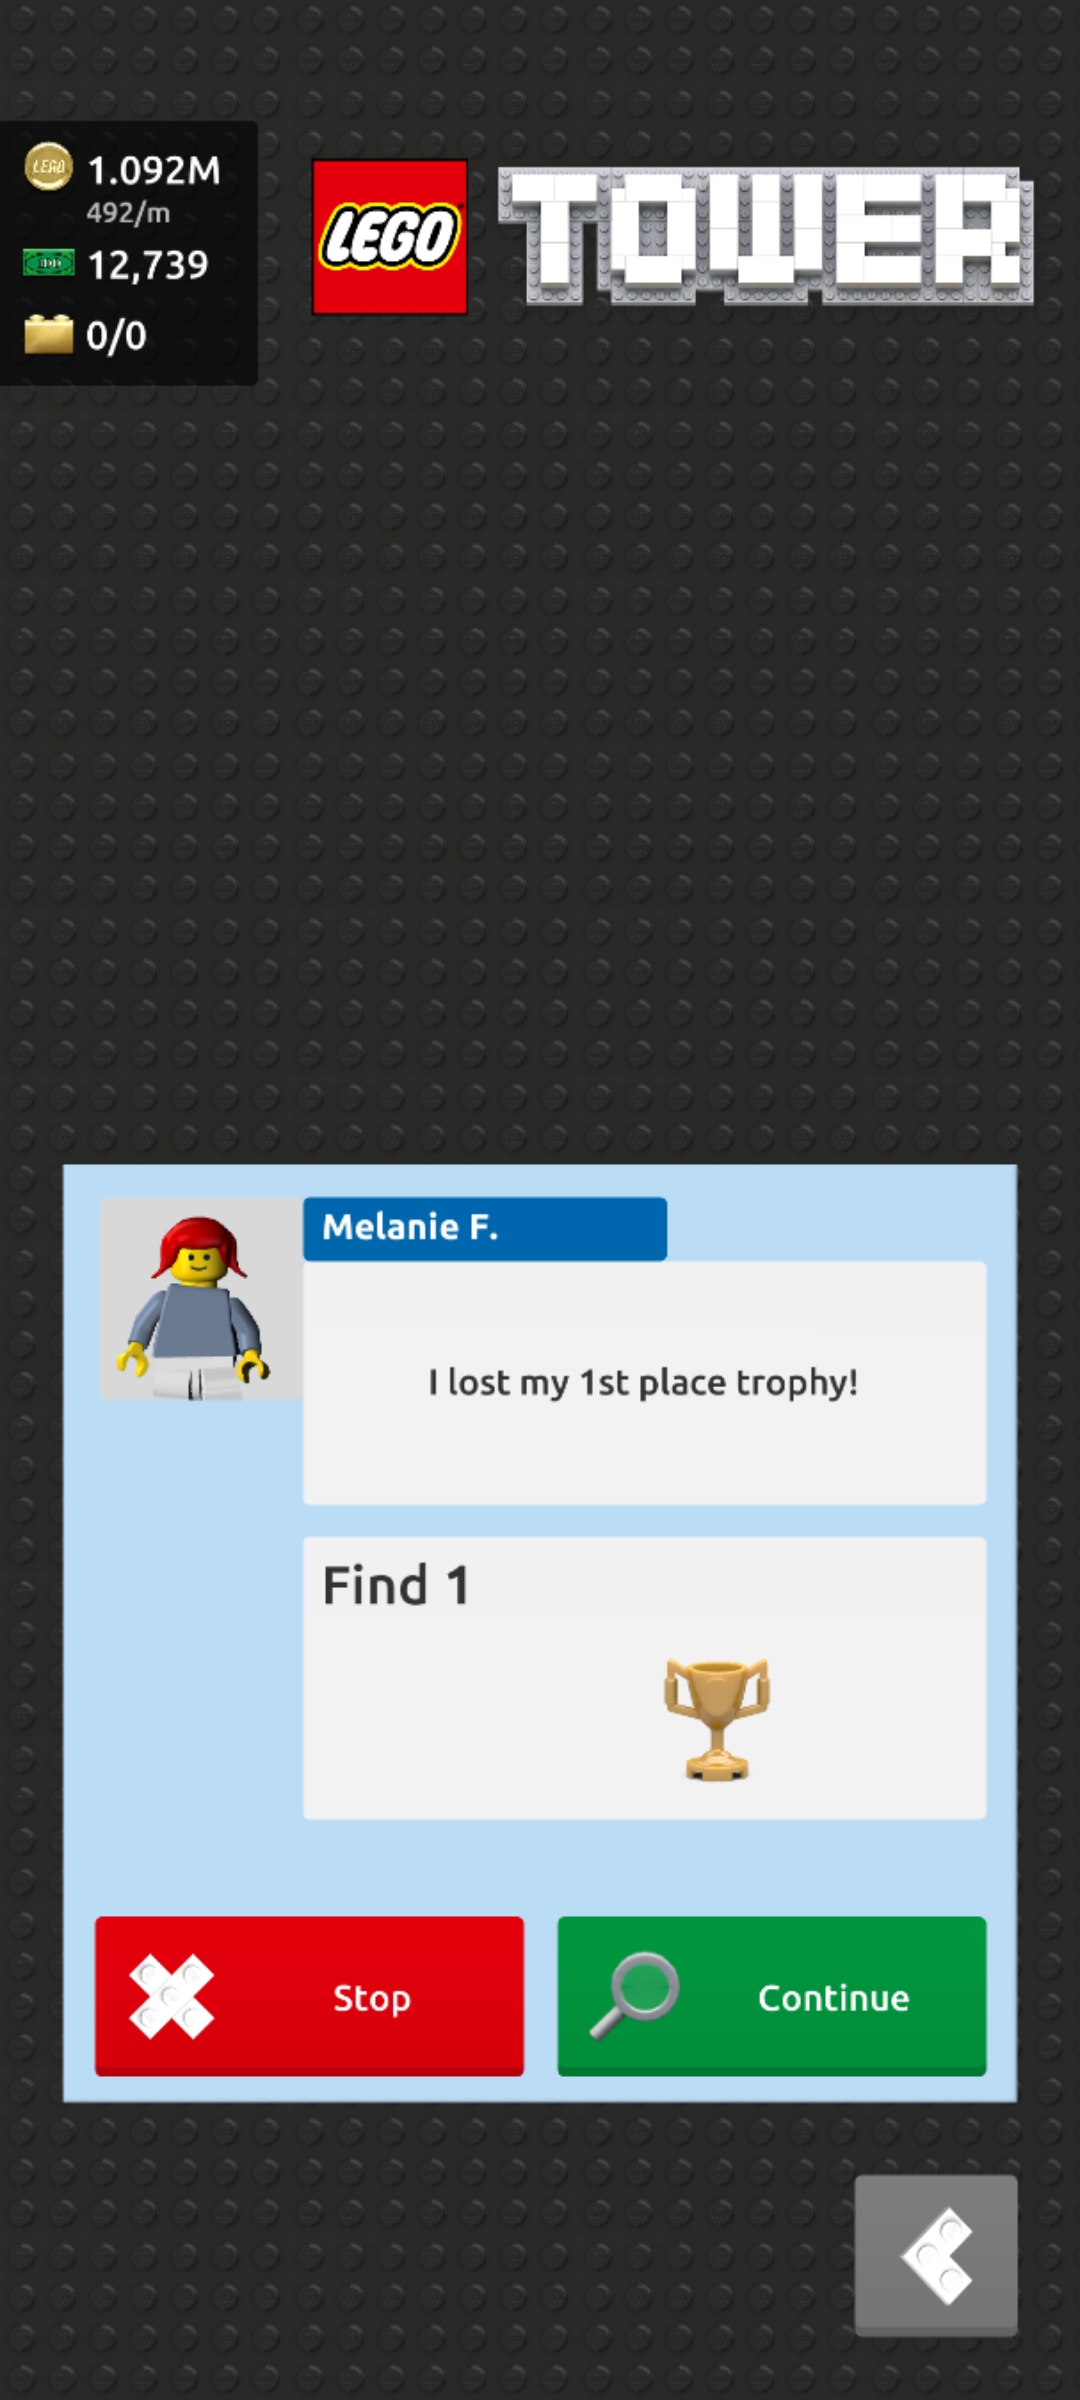 LEGO
1.092M
492/m
12,739
0/0
LEGO
TOWER
Melanie F.
I lost my 1st place trophy!
Find 1
Stop
Continue